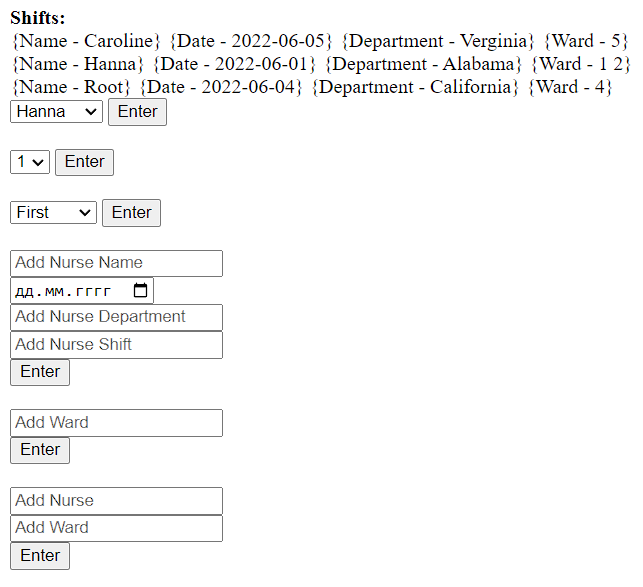 Shifts:
{Name - Caroline} {Date - 2022-06-05} {Department - Verginia} {Ward - 5}
{Name - Hanna} {Date - 2022-06-01} {Department - Alabama} {Ward - 1 2}
{Name - Root} {Date - 2022-06-04} {Department - California} {Ward - 4}
Hanna Enter
1 Enter
First Enter
Add Nurse Name
дд.мм.гггг
Add Nurse Department
Add Nurse Shift
Enter
Add Ward
Enter
Add Nurse
Add Ward
Enter